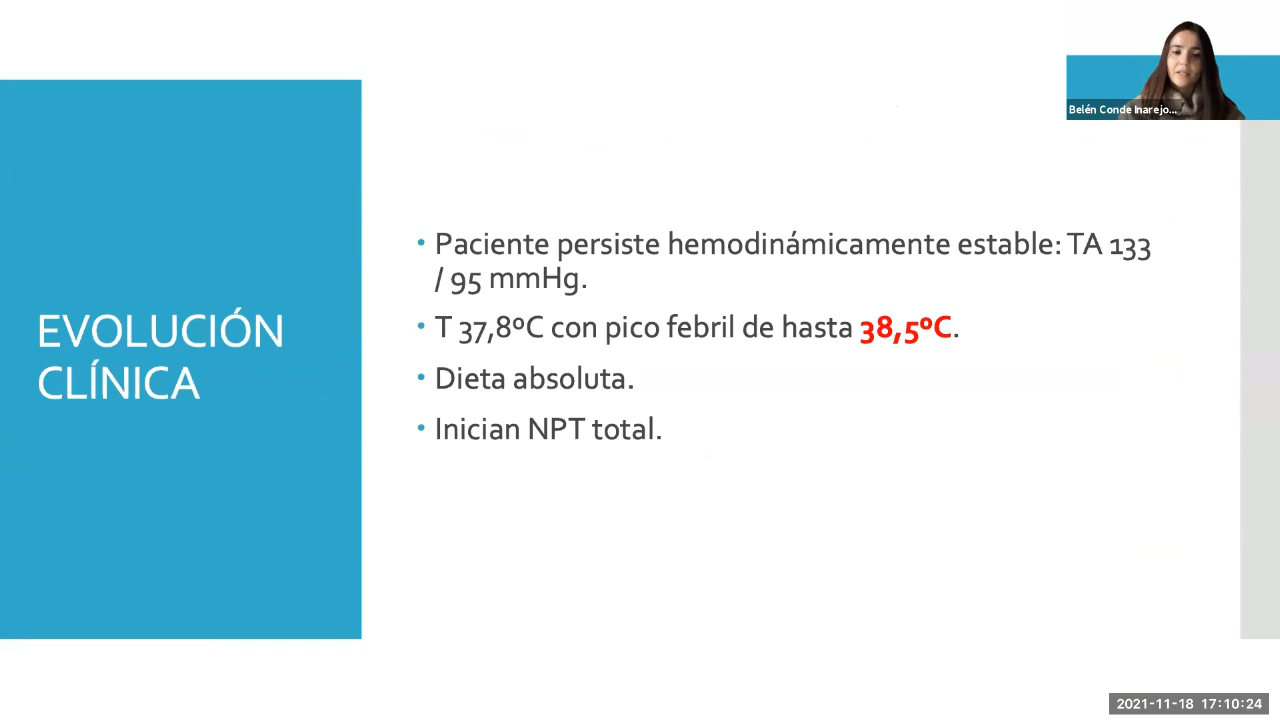 Belén Conde Inarejo...
EVOLUCIÓN
CLÍNICA
• Paciente persiste hemodinámicamente estable: TA 133
/ 95 mmHg.
• T 37,8ºC con pico febril de hasta 38,5ºC.
• Dieta absoluta.
• Inician NPT total.
2021-11-18 17:10:24